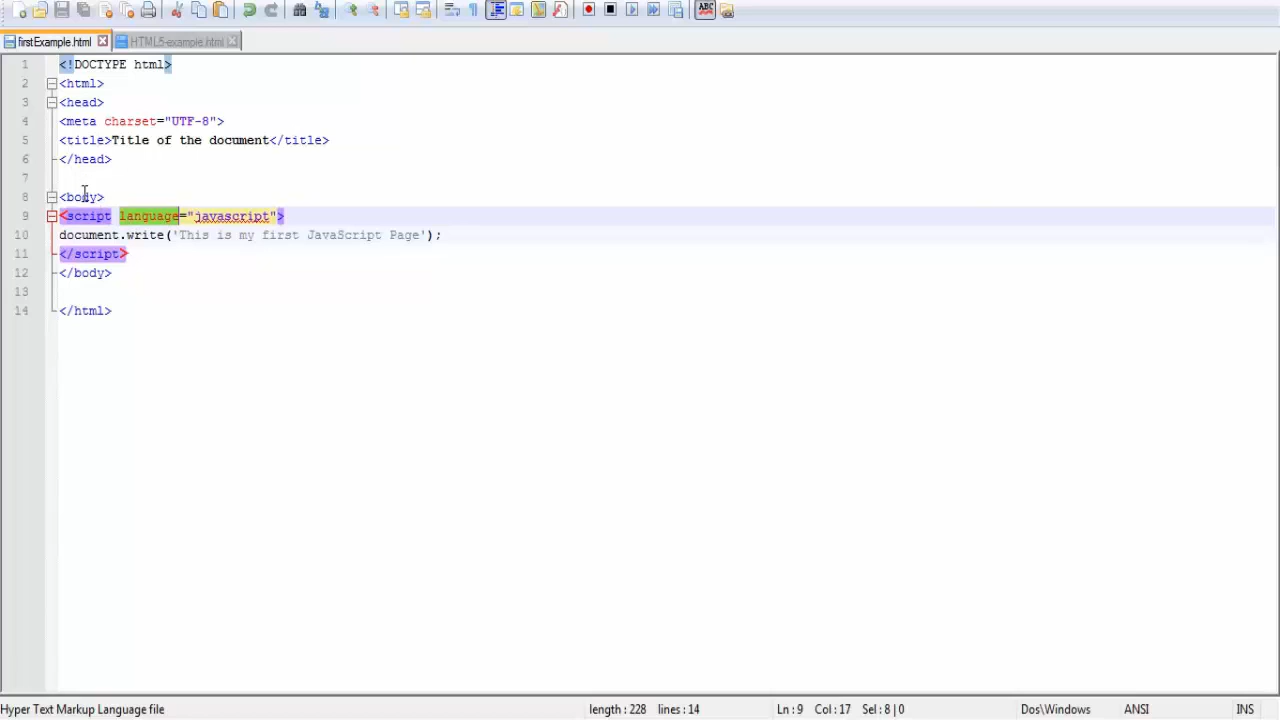 ABC
firstExample.html HTML5-example.html
1 <!DOCTYPE html>
2 <html>
3 <head>
4 <meta charset="UTF-8">
5 <title>Title of the document</title>
6 </head>
7
8 <body>
9 <script language="javascript">
10 document.write('This is my first JavaScript Page');
11 </script>
12 </body>
13
14 </html>
Hyper Text Markup Language file length : 228 lines : 14 Ln : 9 Col : 17 Sel : 8 | 0 Dos\Windows ANSI INS